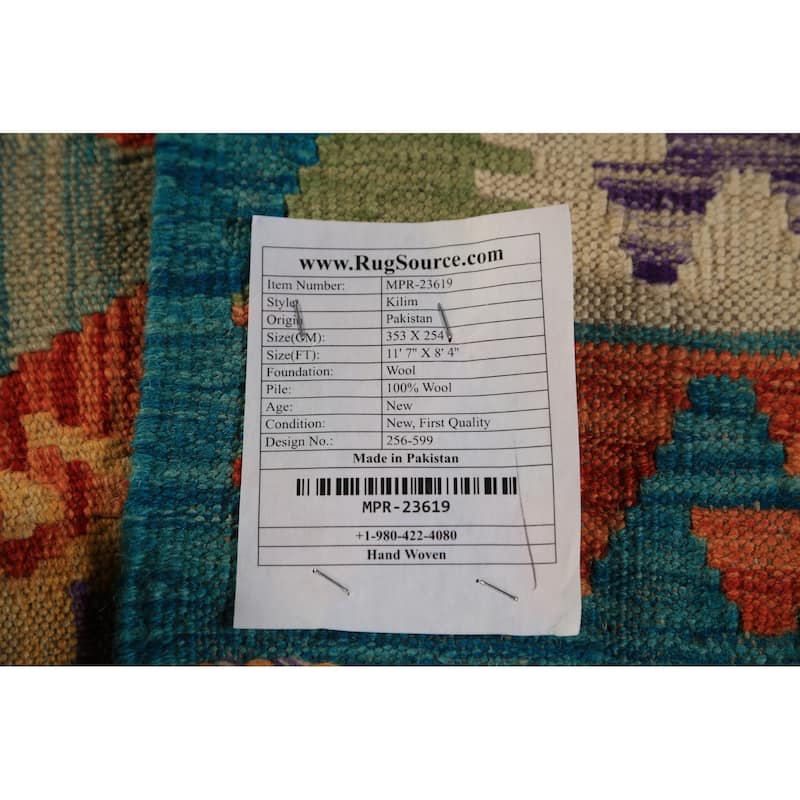 www.RugSource.com
Item Number: MPR-23619
Style: Kilim
Origin Pakistan
Size(CM): 353 X 254
Size(FT): 11' 7" X 8' 4"
Foundation: Wool
Pile: 100% Wool
Age: New
Condition: New, First Quality
Design No.: 256-599
Made in Pakistan
MPR-23619
+1-980-422-4080
Hand Woven